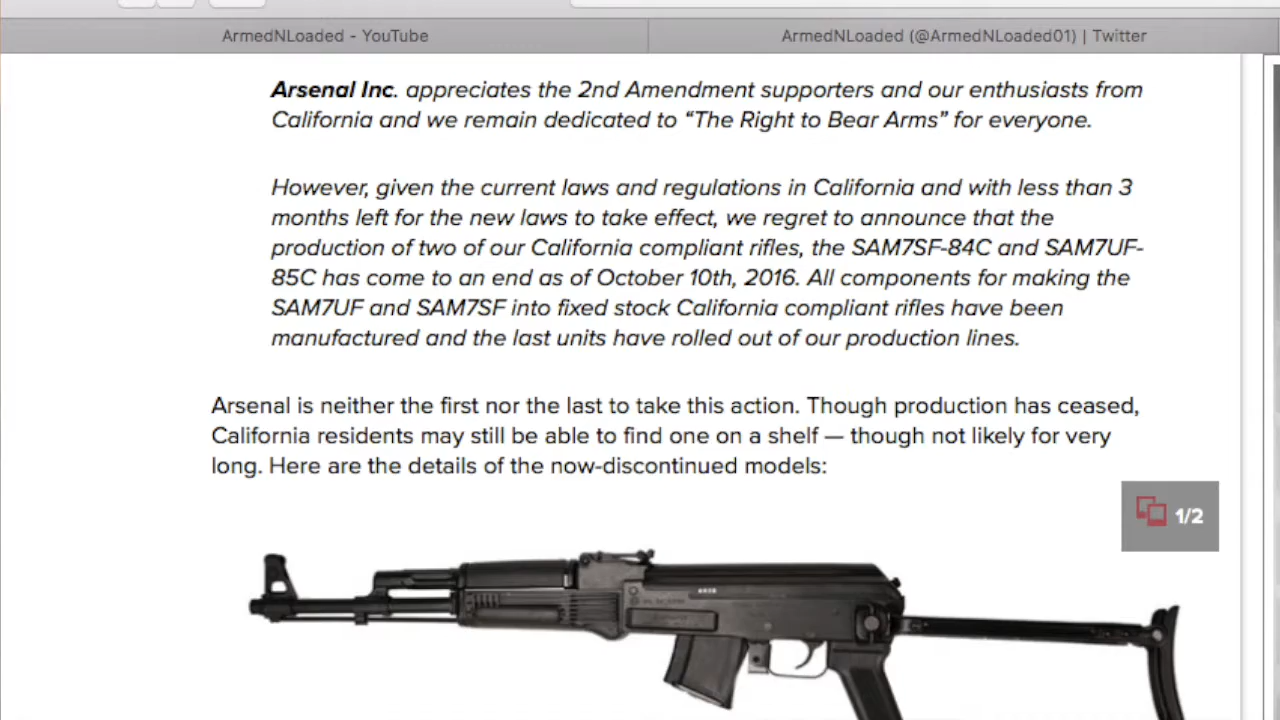 ArmedNLoaded - YouTube
ArmedNLoaded (@ArmedNLoaded01) | Twitter
Arsenal Inc. appreciates the 2nd Amendment supporters and our enthusiasts from
California and we remain dedicated to “The Right to Bear Arms” for everyone.
However, given the current laws and regulations in California and with less than 3
months left for the new laws to take effect, we regret to announce that the
production of two of our California compliant rifles, the SAM7SF-84C and SAM7UF-
85C has come to an end as of October 10th, 2016. All components for making the
SAM7UF and SAM7SF into fixed stock California compliant rifles have been
manufactured and the last units have rolled out of our production lines.
Arsenal is neither the first nor the last to take this action. Though production has ceased,
California residents may still be able to find one on a shelf — though not likely for very
long. Here are the details of the now-discontinued models:
1/2